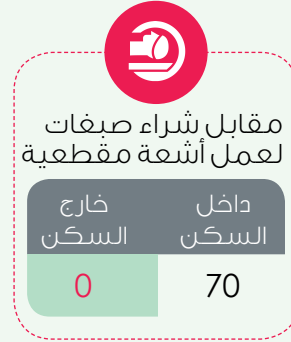 مقابل شراء صبغات
لعمل أشعة مقطعية
داخل السكن
خارج السكن
70
0